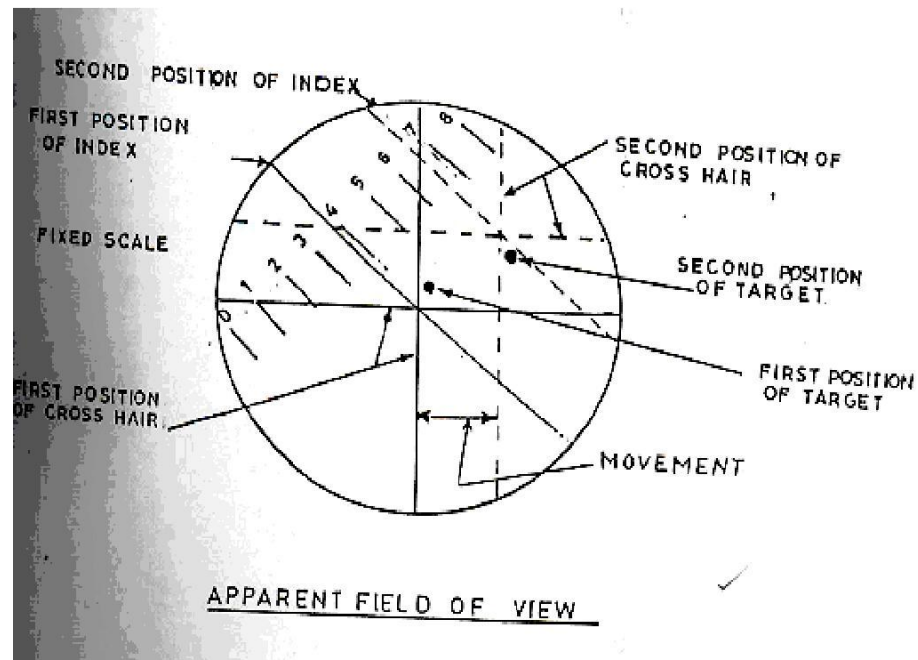 SECOND POSITION OF INDEX
FIRST POSITION
OF INDEX
FIXED SCALE
0
1
2
3
4
5
6
7
8
SECOND POSITION OF
CROSS HAIR
SECOND POSITION
OF TARGET
FIRST POSITION
OF TARGET
FIRST POSITION
OF CROSS HAIR
MOVEMENT
APPARENT FIELD OF VIEW